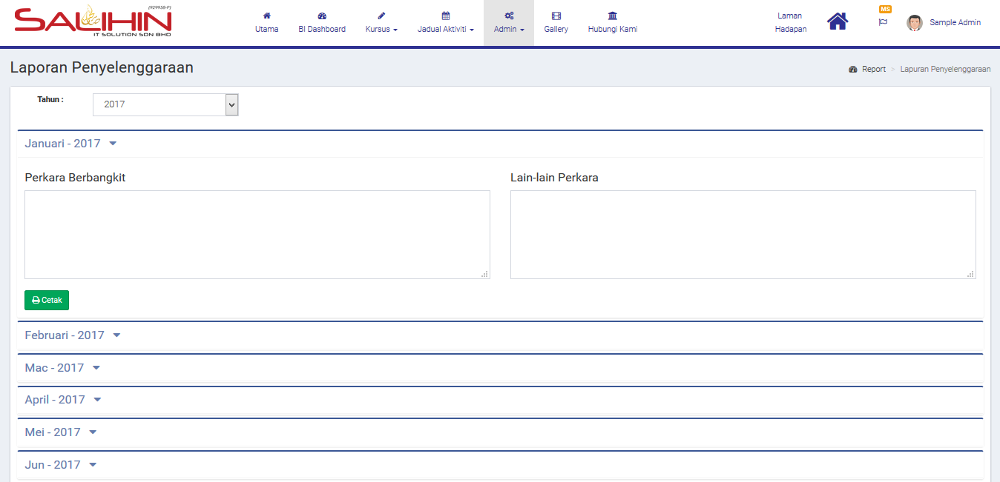 (929958-P)
SALIHIN
IT SOLUTION SDN BHD
Utama
BI Dashboard
Kursus
Jadual Aktiviti
Admin
Gallery
Hubungi Kami
Laman
Hadapan
MS
Sample Admin
Laporan Penyelenggaraan
Report > Lapuran Penyelenggaraan
Tahun :
2017
Januari - 2017
Perkara Berbangkit
Lain-lain Perkara
Cetak
Februari - 2017
Mac - 2017
April - 2017
Mei - 2017
Jun - 2017